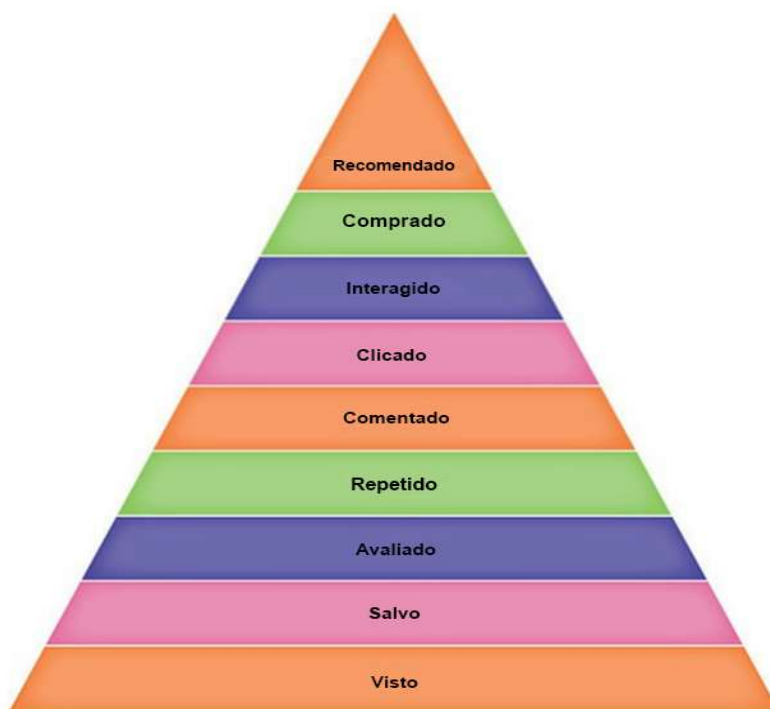 Recomendado
Comprado
Interagido
Clicado
Comentado
Repetido
Avaliado
Salvo
Visto